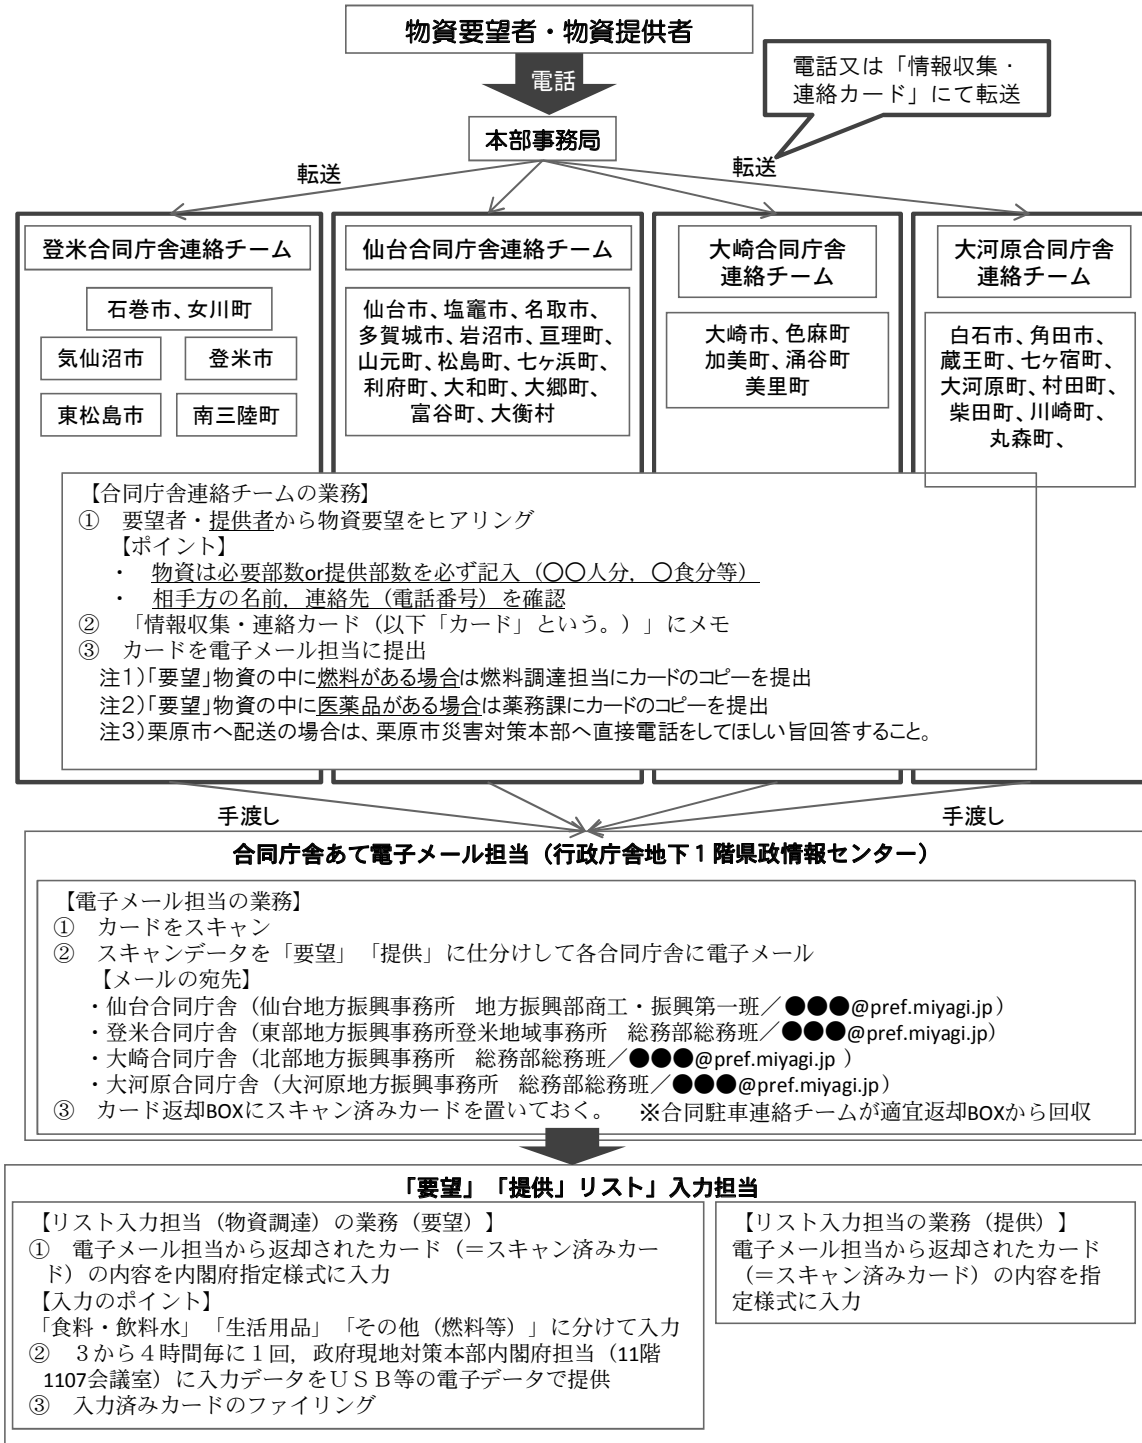 物資要望者・物資提供者
電話
電話又は「情報収集・
連絡カード」にて転送
本部事務局
転送
転送
登米合同庁舎連絡チーム
石巻市、女川町
気仙沼市
登米市
東松島市
南三陸町
仙台合同庁舎連絡チーム
仙台市、塩竈市、名取市、
多賀城市、岩沼市、亘理町、
山元町、松島町、七ヶ浜町、
利府町、大和町、大郷町、
富谷町、大衡村
大崎合同庁舎
連絡チーム
大崎市、色麻町
加美町、涌谷町
美里町
大河原合同庁舎
連絡チーム
白石市、角田市、
蔵王町、七ヶ宿町、
大河原町、村田町、
柴田町、川崎町、
丸森町、
【合同庁舎連絡チームの業務】
① 要望者・提供者から物資要望をヒアリング
【ポイント】
・ 物資は必要部数or提供部数を必ず記入（〇〇人分，〇食分等）
・ 相手方の名前，連絡先（電話番号）を確認
② 「情報収集・連絡カード（以下「カード」という。）」にメモ
③ カードを電子メール担当に提出
注１）「要望」物資の中に燃料がある場合は燃料調達担当にカードのコピーを提出
注２）「要望」物資の中に医薬品がある場合は薬務課にカードのコピーを提出
注３）栗原市へ配送の場合は、栗原市災害対策本部へ直接電話をしてほしい旨回答すること。
手渡し
手渡し
合同庁舎あて電子メール担当（行政庁舎地下１階県政情報センター）
【電子メール担当の業務】
① カードをスキャン
② スキャンデータを「要望」「提供」に仕分けして各合同庁舎に電子メール
【メールの宛先】
・仙台合同庁舎（仙台地方振興事務所 地方振興部商工・振興第一班／●●●@pref.miyagi.jp）
・登米合同庁舎（東部地方振興事務所登米地域事務所 総務部総務班／●●●@pref.miyagi.jp）
・大崎合同庁舎（北部地方振興事務所 総務部総務班／●●●@pref.miyagi.jp ）
・大河原合同庁舎（大河原地方振興事務所 総務部総務班／●●●@pref.miyagi.jp）
③ カード返却BOXにスキャン済みカードを置いておく。 ※合同駐車連絡チームが適宜返却BOXから回収
「要望」「提供」リスト」入力担当
【リスト入力担当（物資調達）の業務（要望）】
① 電子メール担当から返却されたカード（＝スキャン済みカー
ド）の内容を内閣府指定様式に入力
【入力のポイント】
「食料・飲料水」「生活用品」「その他（燃料等）」に分けて入力
② ３から４時間毎に１回，政府現地対策本部内閣府担当（11階
1107会議室）に入力データをＵＳＢ等の電子データで提供
③ 入力済みカードのファイリング
【リスト入力担当の業務（提供）】
電子メール担当から返却されたカード
（＝スキャン済みカード）の内容を指
定様式に入力